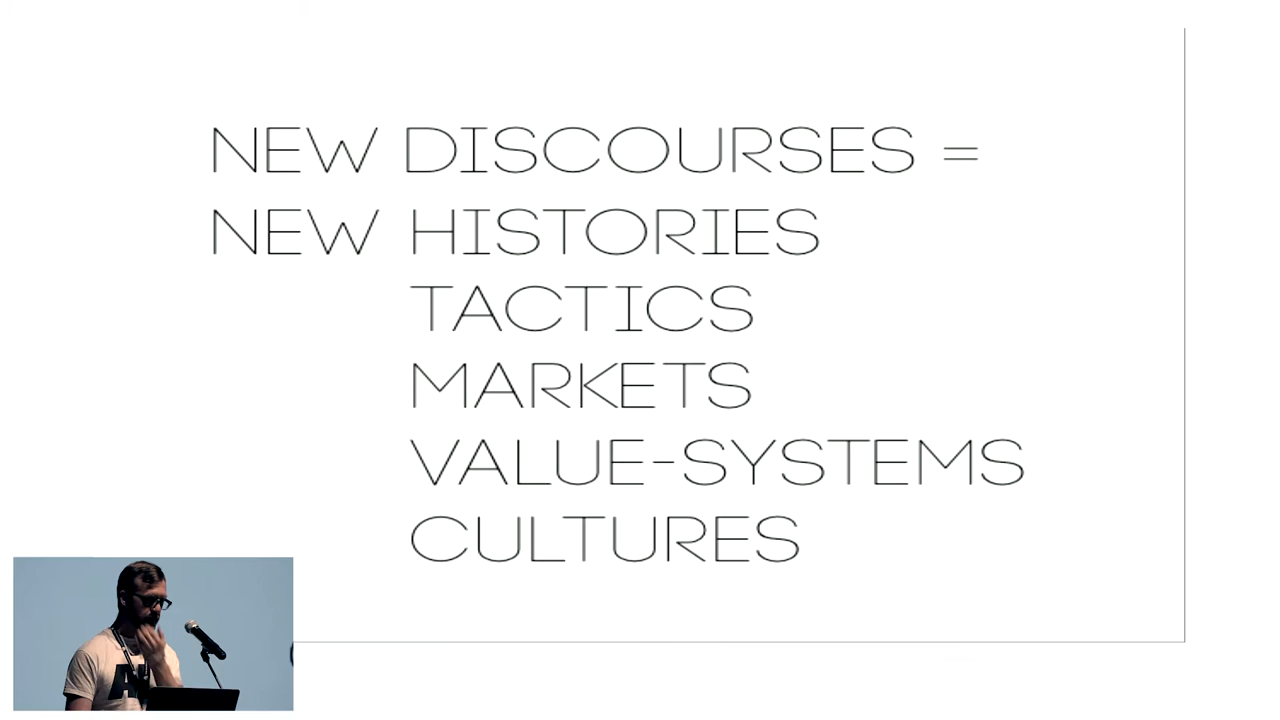 NEW DISCOURSES =
NEW HISTORIES
TACTICS
MARKETS
VALUE-SYSTEMS
CULTURES